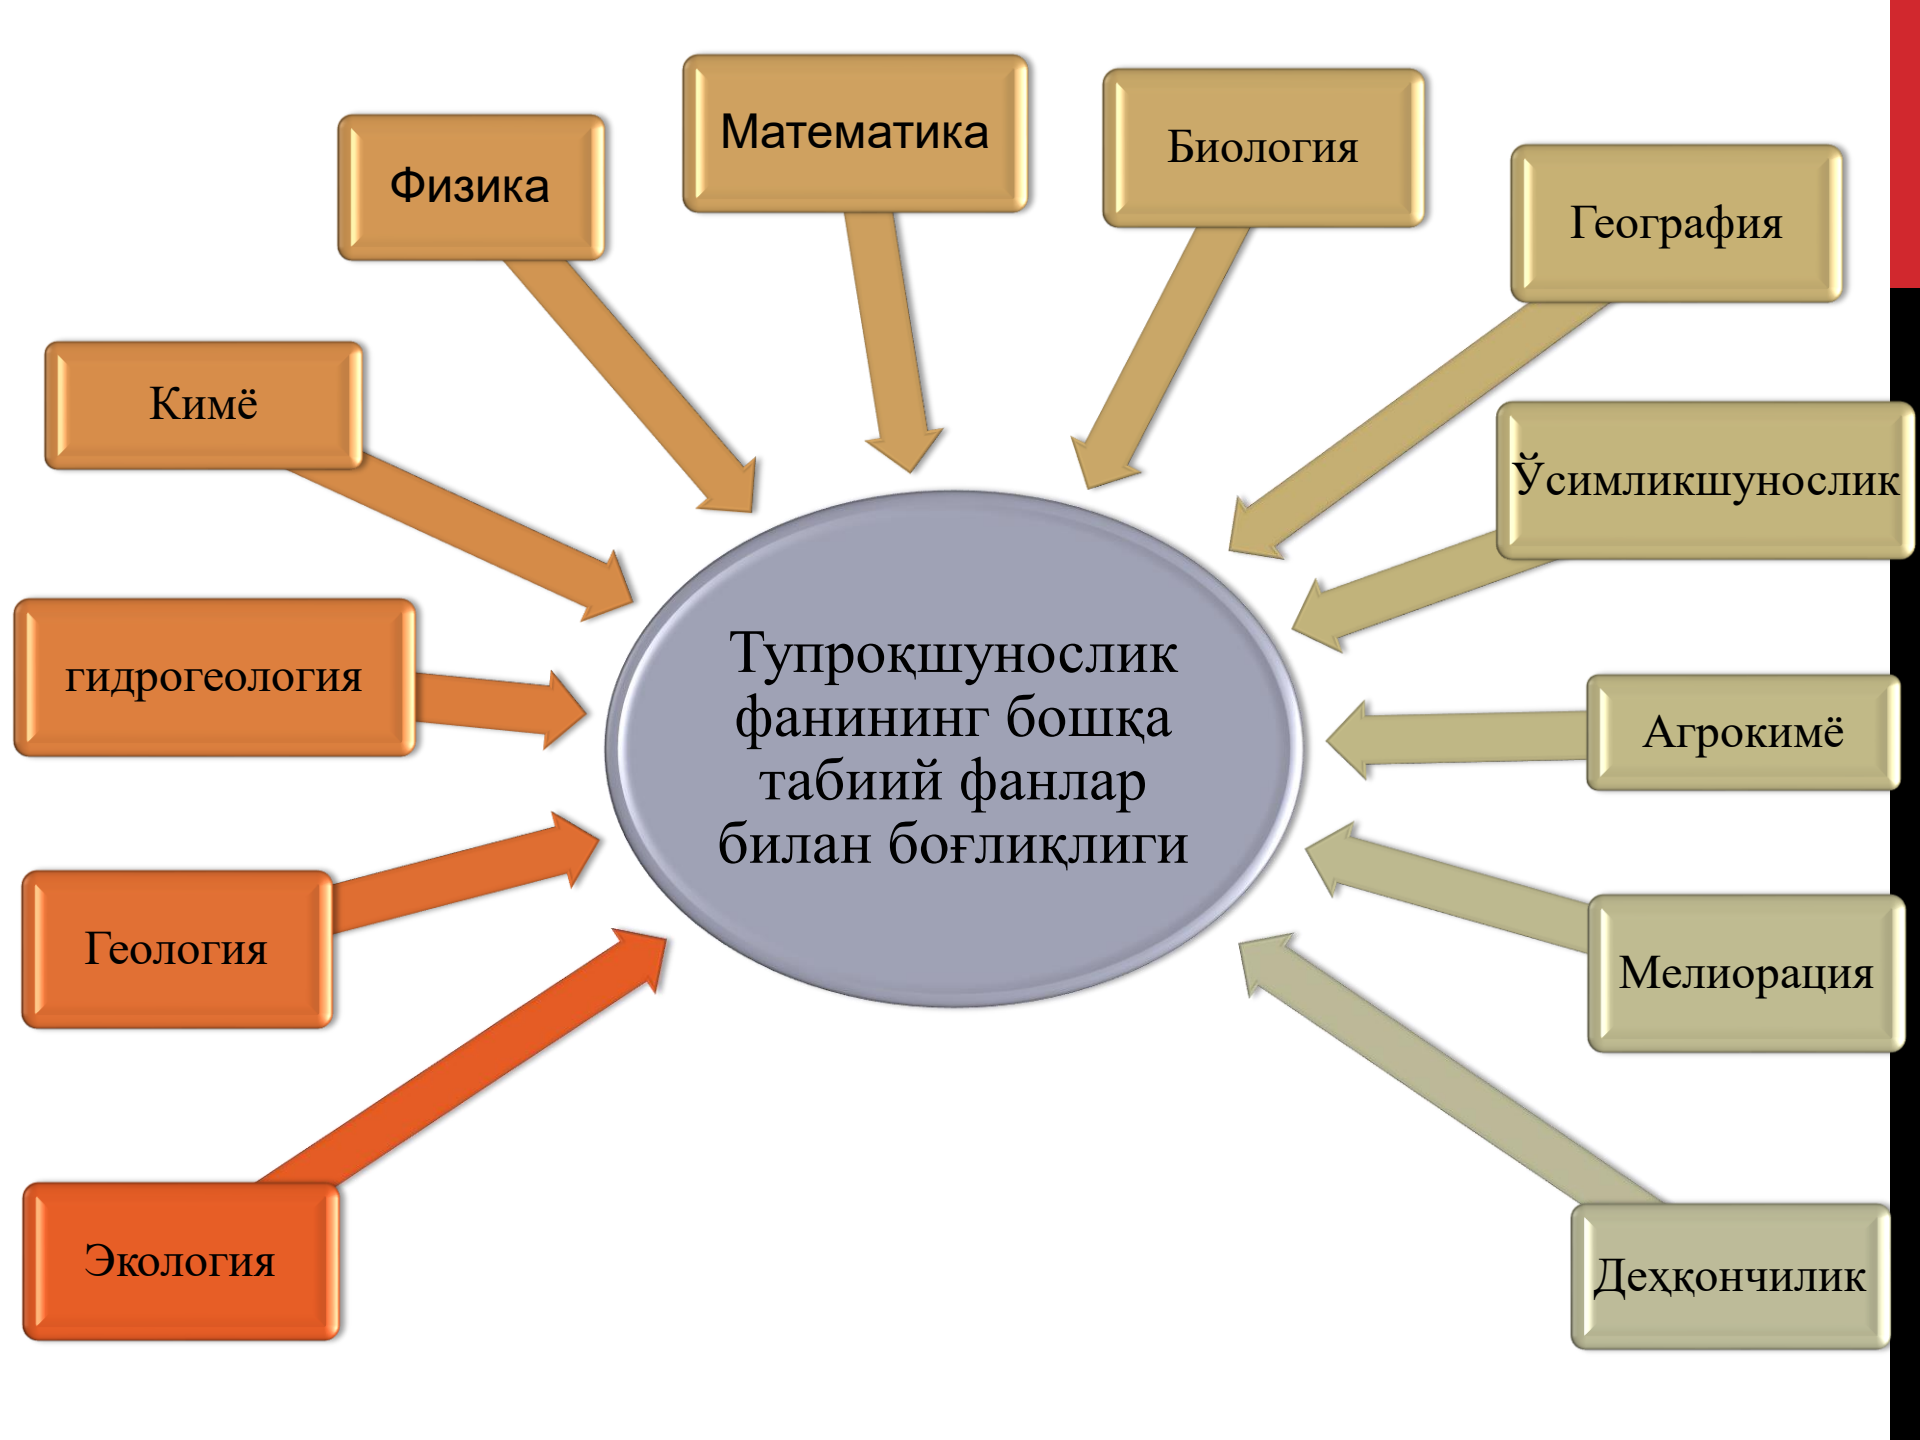 Математика
Биология
Физика
География
Кимё
Ўсимликшунослик
гидрогеология
Тупроқшунослик
фанининг бошқа
табиий фанлар
билан боғлиқлиги
Агрокимё
Геология
Мелиорация
Экология
Деҳқончилик